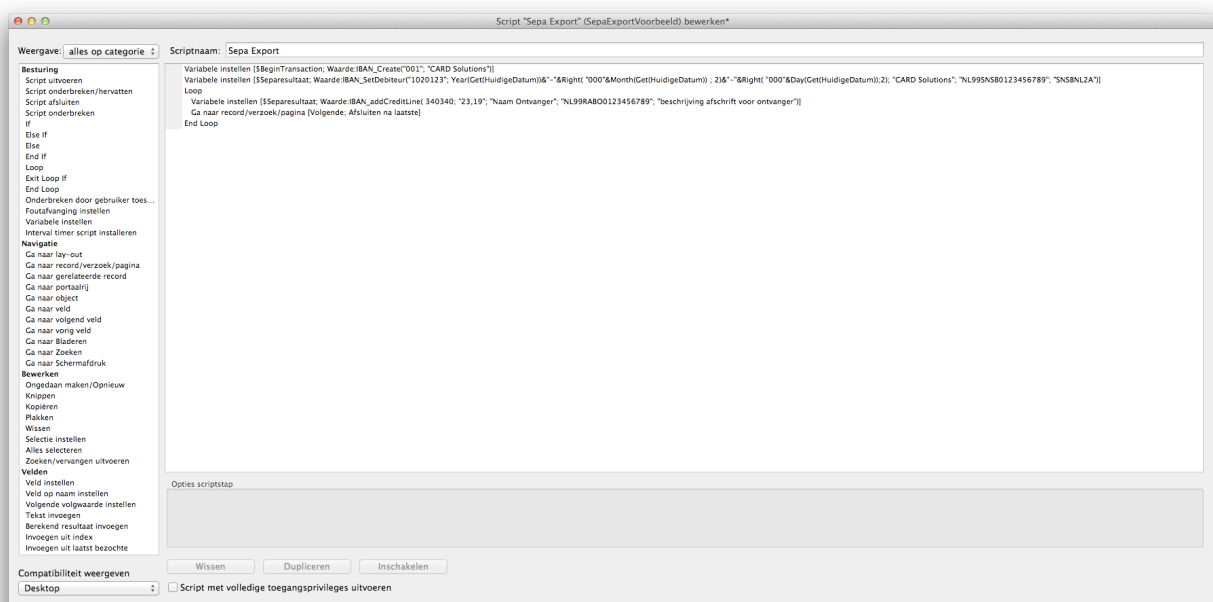 Script "Sepa Export" (SepaExportVoorbeeld) bewerken*
Weergave: alles op categorie
Scriptnaam: Sepa Export
Besturing
Script uitvoeren
Script onderbreken/hervatten
Script afsluiten
Script onderbreken
If
Else If
Else
End If
Loop
Exit Loop If
End Loop
Onderbreken door gebruiker toes...
Foutafvanging instellen
Variabele instellen
Interval timer script installeren
Navigatie
Ga naar lay-out
Ga naar record/verzoek/pagina
Ga naar gerelateerde record
Ga naar portaalrij
Ga naar object
Ga naar veld
Ga naar volgend veld
Ga naar vorig veld
Ga naar Bladeren
Ga naar Zoeken
Ga naar Schermafdruk
Bewerken
Ongedaan maken/Opnieuw
Knippen
Kopiëren
Plakken
Wissen
Selectie instellen
Alles selecteren
Zoeken/vervangen uitvoeren
Velden
Veld instellen
Veld op naam instellen
Volgende volgwaarde instellen
Tekst invoegen
Berekend resultaat invoegen
Invoegen uit index
Invoegen uit laatst bezochte
Compatibiliteit weergeven
Desktop
Variabele instellen [$BeginTransaction; Waarde:IBAN_Create("001"; "CARD Solutions")]
Variabele instellen [$Separesultaat; Waarde:IBAN_SetDebiteur("1020123"; Year(Get(HuidigeDatum))&"-"&Right( "000"&Month(Get(HuidigeDatum)) ; 2)&"-"&Right( "000"&Day(Get(HuidigeDatum));2); "CARD Solutions"; "NL99SNSB0123456789"; "SNSBNL2A")]
Loop
Variabele instellen [$Separesultaat; Waarde:IBAN_addCreditLine( 340340; "23,19"; "Naam Ontvanger"; "NL99RABO0123456789"; "beschrijving afschrift voor ontvanger")]
Ga naar record/verzoek/pagina [Volgende; Afsluiten na laatste]
End Loop
Opties scriptstap
Wissen
Dupliceren
Inschakelen
Script met volledige toegangsprivileges uitvoeren